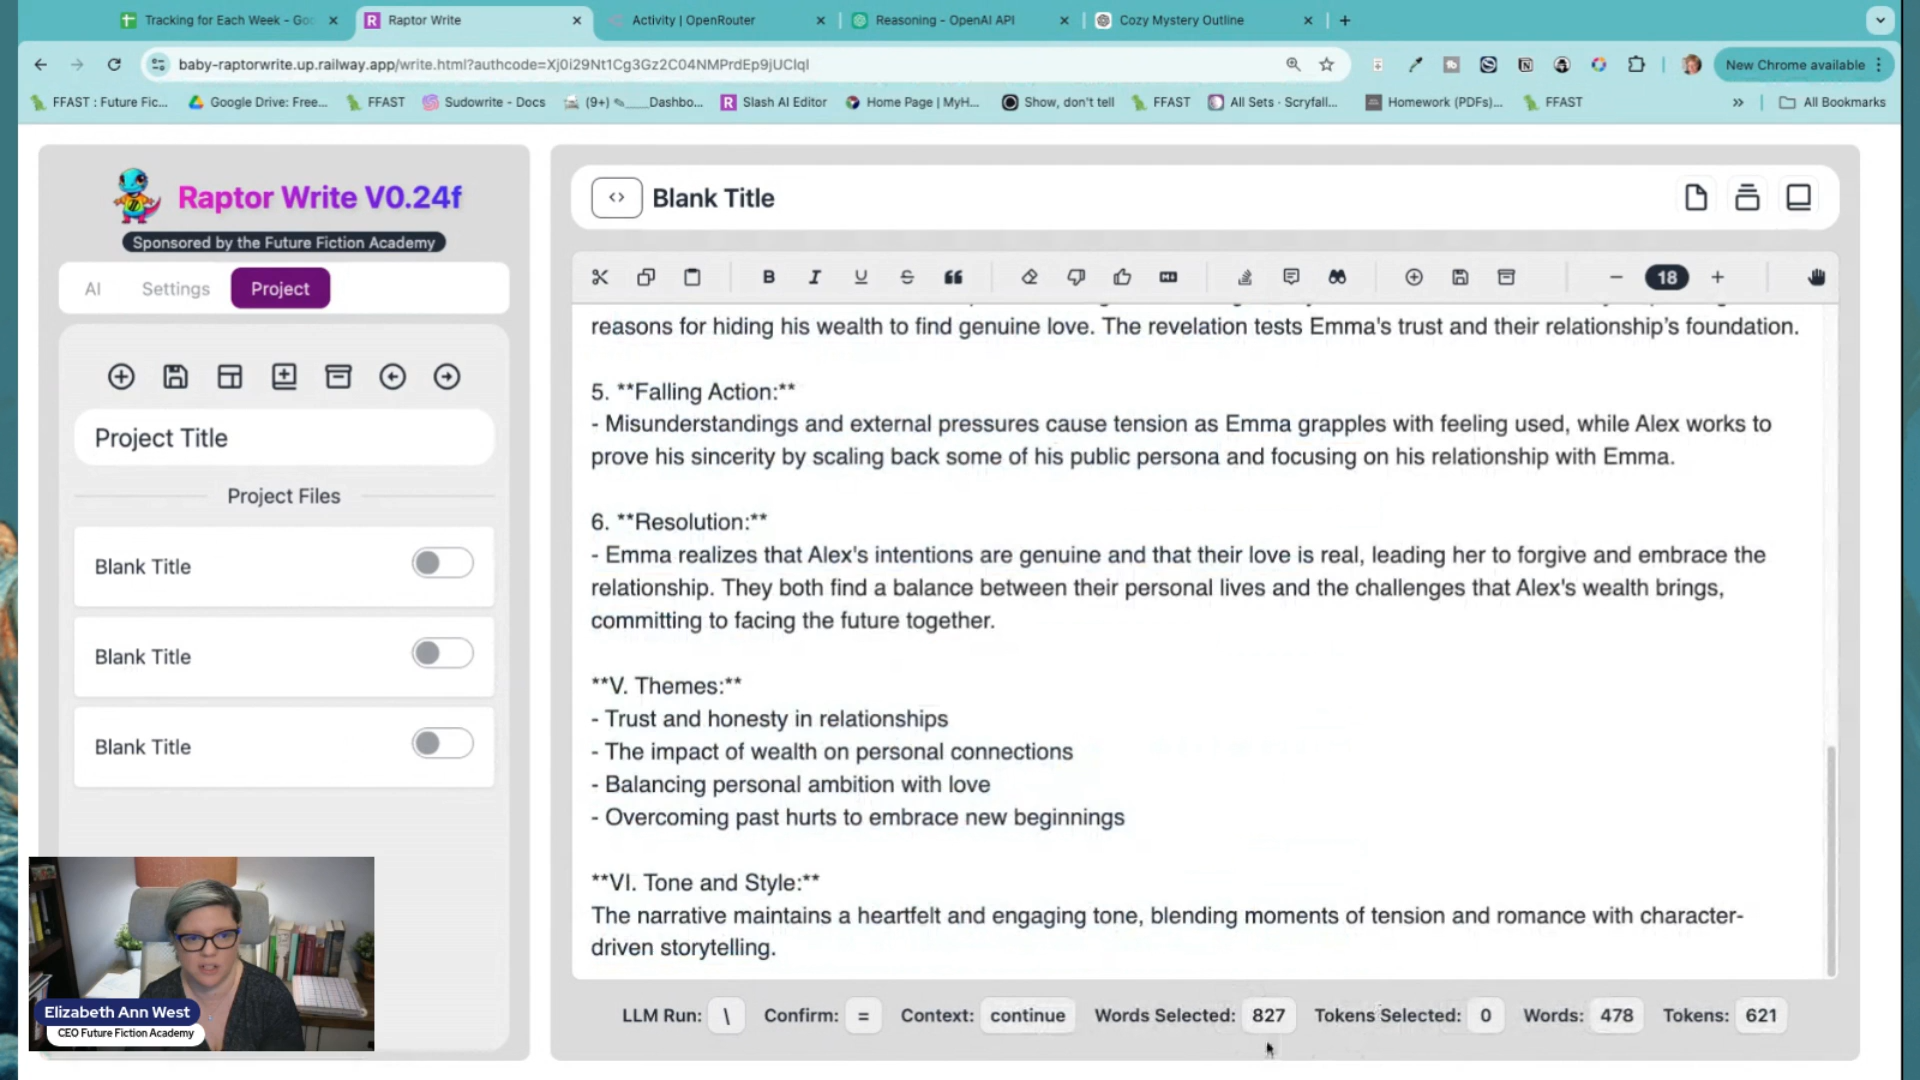 Tracking for Each Week - Goo
Raptor Write
Activity | OpenRouter
Reasoning - OpenAI API
Cozy Mystery Outline
baby-raptorwrite.up.railway.app/write.html?authcode=Xj0i29Nt1Cg3Gz2C04NMPrdEp9jUCIqI
New Chrome available
FFAST : Future Fic...
Google Drive: Free...
FFAST
Sudowrite - Docs
(9+) ____Dashbo...
Slash AI Editor
Home Page | MyH...
Show, don't tell
FFAST
All Sets · Scryfall...
Homework (PDFs)...
FFAST
All Bookmarks
Raptor Write V0.24f
Sponsored by the Future Fiction Academy
AI
Settings
Project
Project Title
Project Files
Blank Title
Blank Title
Blank Title
Blank Title
18
reasons for hiding his wealth to find genuine love. The revelation tests Emma's trust and their relationship's foundation.
5. **Falling Action:**
- Misunderstandings and external pressures cause tension as Emma grapples with feeling used, while Alex works to
prove his sincerity by scaling back some of his public persona and focusing on his relationship with Emma.
6. **Resolution:**
- Emma realizes that Alex's intentions are genuine and that their love is real, leading her to forgive and embrace the
relationship. They both find a balance between their personal lives and the challenges that Alex's wealth brings,
committing to facing the future together.
**V. Themes:**
- Trust and honesty in relationships
- The impact of wealth on personal connections
- Balancing personal ambition with love
- Overcoming past hurts to embrace new beginnings
**VI. Tone and Style:**
The narrative maintains a heartfelt and engaging tone, blending moments of tension and romance with character-
driven storytelling.
LLM Run: \ Confirm: = Context: continue Words Selected: 827 Tokens Selected: 0 Words: 478 Tokens: 621
Elizabeth Ann West
CEO Future Fiction Academy